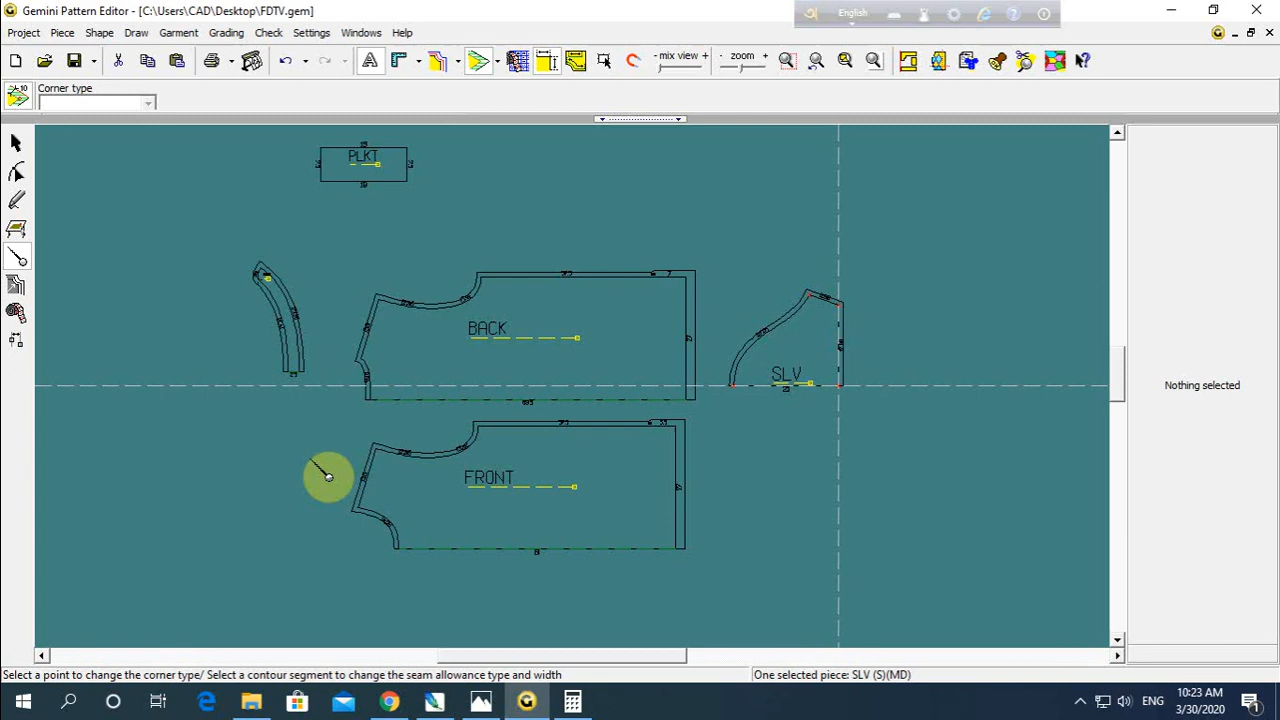 Gemini Pattern Editor - [C:\Users\CAD\Desktop\FDTV.gem]
English
Project Piece Shape Draw Garment Grading Check Settings Windows Help
- mix view +
- zoom +
Corner type
PLKT
BACK
SLV
FRONT
Nothing selected
Select a point to change the corner type/ Select a contour segment to change the seam allowance type and width
One selected piece: SLV (S)(MD)
ENG
10:23 AM
3/30/2020